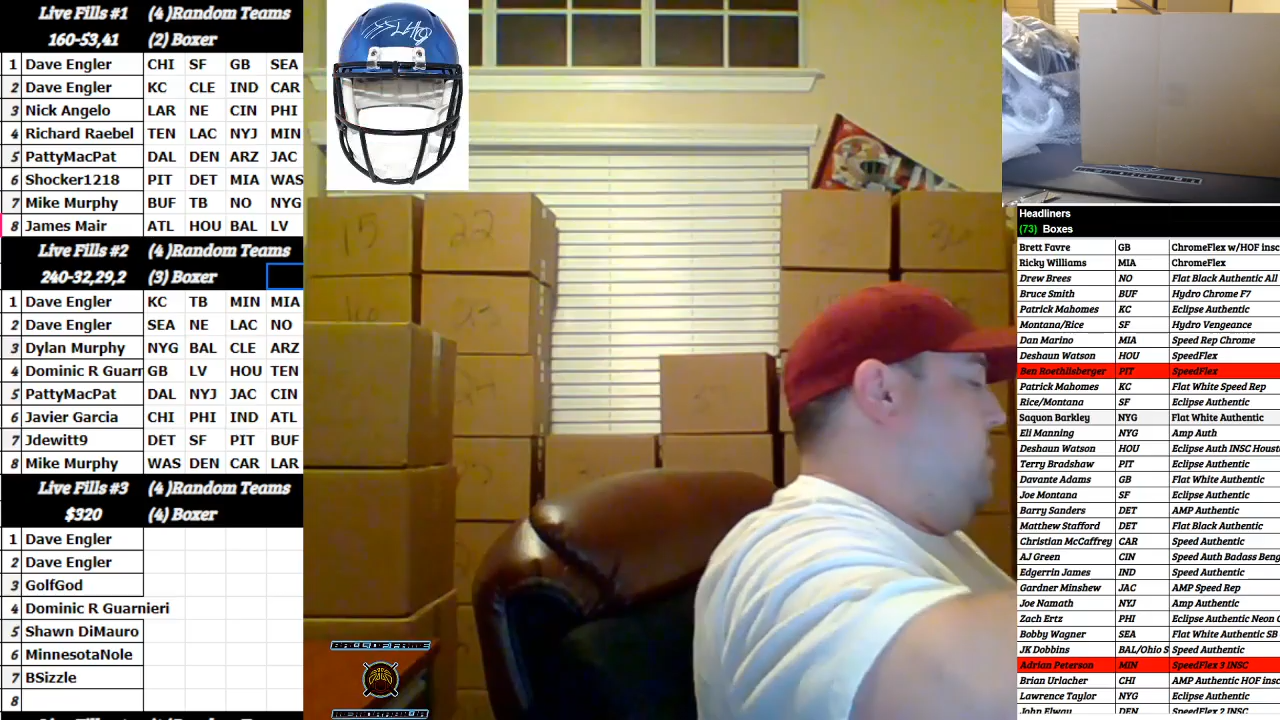 Live Fills #1 (4 )Random Teams
160-53,41 (2) Boxer
1 Dave Engler CHI SF GB SEA
2 Dave Engler KC CLE IND CAR
3 Nick Angelo LAR NE CIN PHI
4 Richard Raebel TEN LAC NYJ MIN
5 PattyMacPat DAL DEN ARZ JAC
6 Shocker1218 PIT DET MIA WAS
7 Mike Murphy BUF TB NO NYG
8 James Mair ATL HOU BAL LV
Live Fills #2 (4 )Random Teams
240-32,29,2 (3) Boxer
1 Dave Engler KC TB MIN MIA
2 Dave Engler SEA NE LAC NO
3 Dylan Murphy NYG BAL CLE ARZ
4 Dominic R Guarr GB LV HOU TEN
5 PattyMacPat DAL NYJ JAC CIN
6 Javier Garcia CHI PHI IND ATL
7 Jdewitt9 DET SF PIT BUF
8 Mike Murphy WAS DEN CAR LAR
Live Fills #3 (4 )Random Teams
$320 (4) Boxer
1 Dave Engler
2 Dave Engler
3 GolfGod
4 Dominic R Guarnieri
5 Shawn DiMauro
6 MinnesotaNole
7 BSizzle
8
15
22
16
Headliners
(73) Boxes
Brett Favre GB ChromeFlex w/HOF insc
Ricky Williams MIA ChromeFlex
Drew Brees NO Flat Black Authentic All
Bruce Smith BUF Hydro Chrome F7
Patrick Mahomes KC Eclipse Authentic
Montana/Rice SF Hydro Vengeance
Dan Marino MIA Speed Rep Chrome
Deshaun Watson HOU SpeedFlex
Ben Roethlisberger PIT SpeedFlex
Patrick Mahomes KC Flat White Speed Rep
Rice/Montana SF Eclipse Authentic
Saquon Barkley NYG Flat White Authentic
Eli Manning NYG Amp Auth
Deshaun Watson HOU Eclipse Auth INSC Houst
Terry Bradshaw PIT Eclipse Authentic
Davante Adams GB Flat White Authentic
Joe Montana SF Eclipse Authentic
Barry Sanders DET AMP Authentic
Matthew Stafford DET Flat Black Authentic
Christian McCaffrey CAR Speed Authentic
AJ Green CIN Speed Auth Badass Beng
Edgerrin James IND Speed Authentic
Gardner Minshew JAC AMP Speed Rep
Joe Namath NYJ Amp Authentic
Zach Ertz PHI Eclipse Authentic Neon G
Bobby Wagner SEA Flat White Authentic SB
JK Dobbins BAL/Ohio S Speed Authentic
Adrian Peterson MIN SpeedFlex 3 INSC
Brian Urlacher CHI AMP Authentic HOF insc
Lawrence Taylor NYG Eclipse Authentic
John Elway DEN SpeedFlex 2 INSC